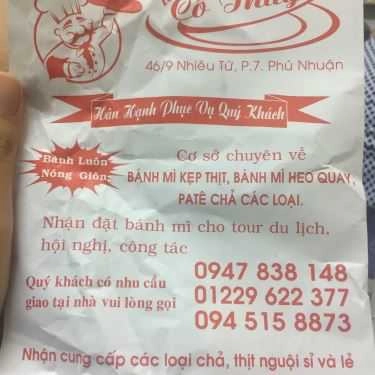 46/9 Nhiêu Tứ, P.7. Phú Nhuận
Hân Hạnh Phục Vụ Quý Khách
Bánh Luôn
Nóng Giòn
Cơ sở chuyên về
BÁNH MÌ KẸP THỊT, BÁNH MÌ HEO QUAY,
PATÊ CHẢ CÁC LOẠI.
Nhận đặt bánh mì cho tour du lịch,
hội nghị, công tác
Quý khách có nhu cầu
giao tại nhà vui lòng gọi
0947 838 148
01229 622 377
094 515 8873
Nhận cung cấp các loại chả, thịt nguội sỉ và lẻ